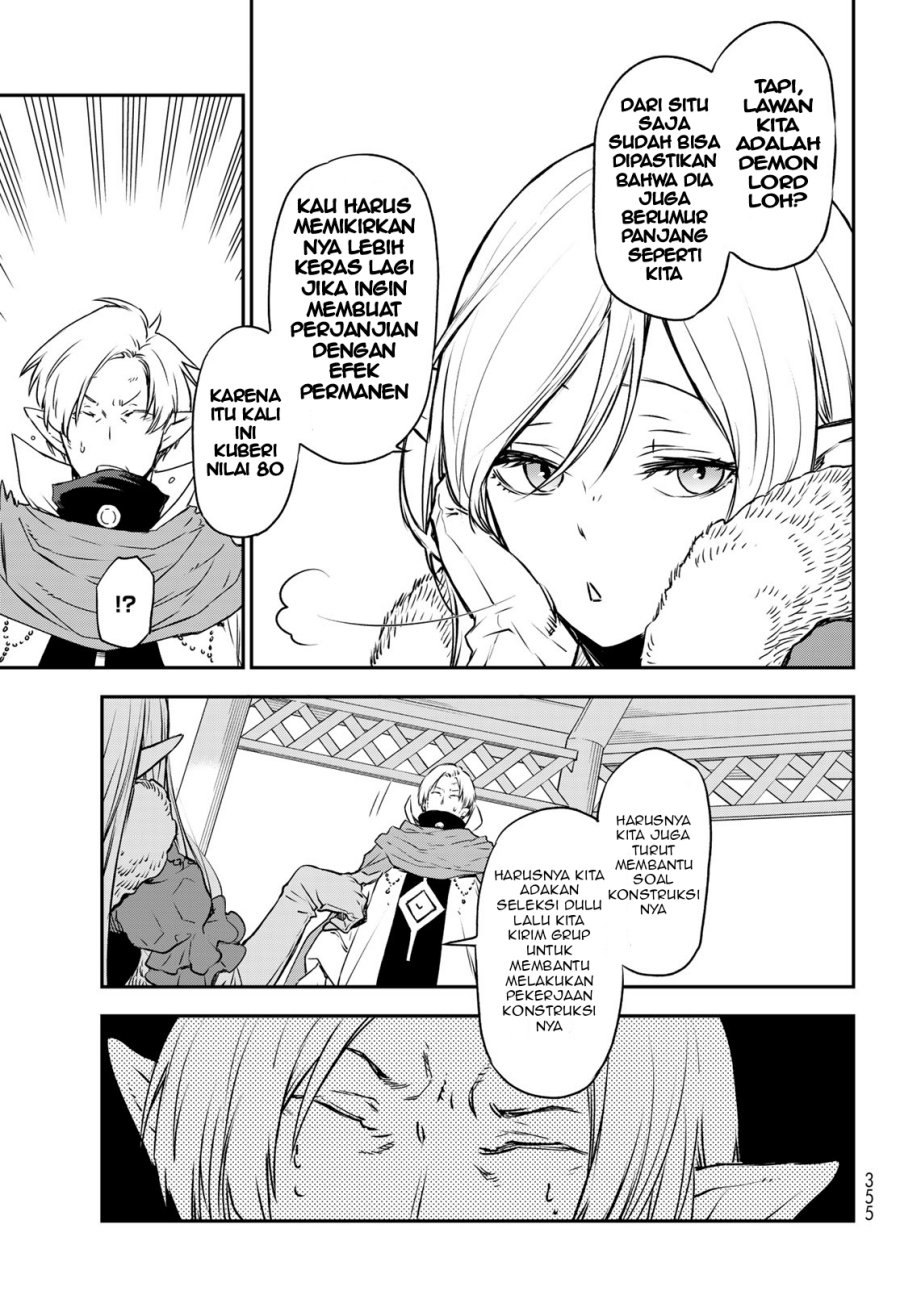 TAPI,
LAWAN
KITA
ADALAH
DEMON
LORD
LOH?
DARI SITU
SAJA
SUDAH BISA
DIPASTIKAN
BAHWA DIA
JUGA
BERUMUR
PANJANG
SEPERTI
KITA
KAU HARUS
MEMIKIRKAN
NYA LEBIH
KERAS LAGI
JIKA INGIN
MEMBUAT
PERJANJIAN
DENGAN
EFEK
PERMANEN
KARENA
ITU KALI
INI
KUBERI
NILAI 80
!?
HARUSNYA
KITA JUGA
TURUT
MEMBANTU
SOAL
KONSTRUKSI
NYA
HARUSNYA KITA
ADAKAN
SELEKSI DULU
LALU KITA
KIRIM GRUP
UNTUK
MEMBANTU
MELAKUKAN
PEKERJAAN
KONSTRUKSI
NYA
355